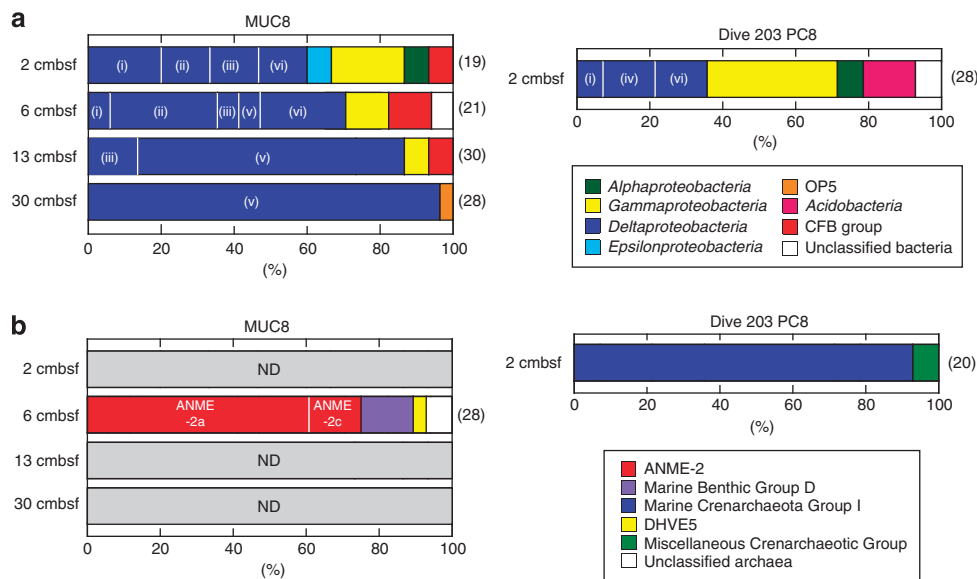 a
MUC8
2 cmbsf
(i)
(ii)
(iii)
(vi)
(19)
6 cmbsf
(i)
(ii)
(iii)
(v)
(vi)
(21)
13 cmbsf
(iii)
(v)
(30)
30 cmbsf
(v)
(28)
0 20 40 60 80 100
(%)
Dive 203 PC8
2 cmbsf
(i)
(iv)
(vi)
(28)
0 20 40 60 80 100
(%)
Alphaproteobacteria
Gammaproteobacteria
Deltaproteobacteria
Epsilonproteobacteria
OP5
Acidobacteria
CFB group
Unclassified bacteria
b
MUC8
2 cmbsf
ND
6 cmbsf
ANME
-2a
ANME
-2c
(28)
13 cmbsf
ND
30 cmbsf
ND
0 20 40 60 80 100
(%)
Dive 203 PC8
2 cmbsf
(20)
0 20 40 60 80 100
(%)
ANME-2
Marine Benthic Group D
Marine Crenarchaeota Group I
DHVE5
Miscellaneous Crenarchaeotic Group
Unclassified archaea